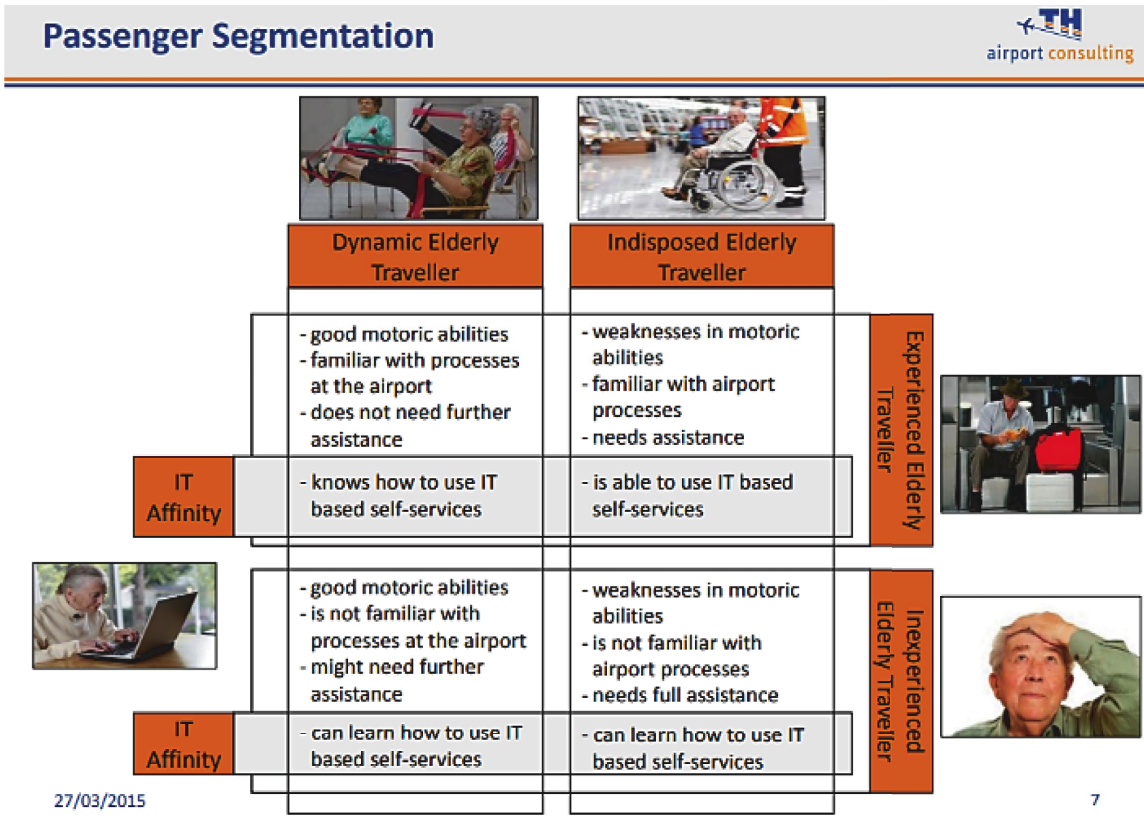 Passenger Segmentation
TH
airport consulting
Dynamic Elderly
Traveller
Indisposed Elderly
Traveller
- good motoric abilities
- familiar with processes
at the airport
- does not need further
assistance
- weaknesses in motoric
abilities
- familiar with airport
processes
- needs assistance
Experienced Elderly
Traveller
IT
Affinity
- knows how to use IT
based self-services
- is able to use IT based
self-services
- good motoric abilities
- is not familiar with
processes at the airport
- might need further
assistance
- weaknesses in motoric
abilities
- is not familiar with
airport processes
- needs full assistance
Inexperienced
Elderly Traveller
IT
Affinity
- can learn how to use IT
based self-services
- can learn how to use IT
based self-services
27/03/2015
7